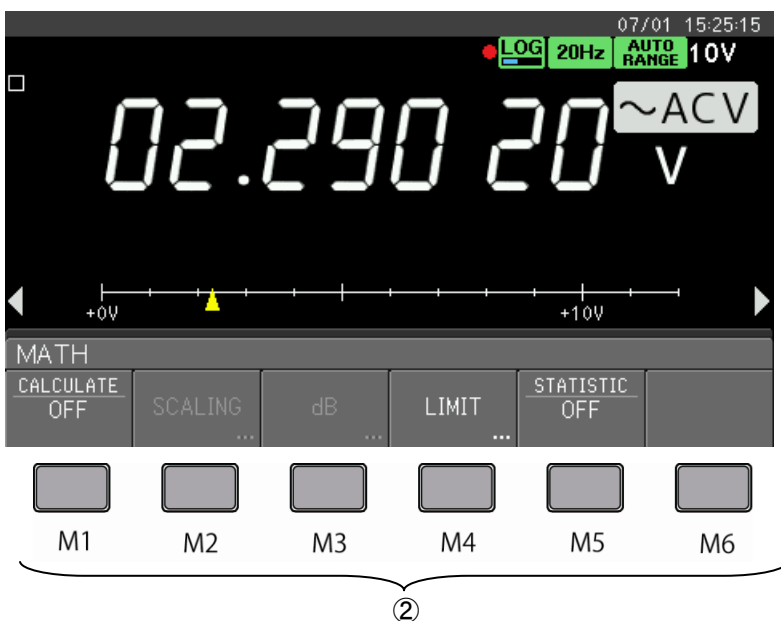 07/01 15:25:15
LOG 20Hz AUTO RANGE 10V
~ACV
02.290 20 V
+0V +10V
MATH
CALCULATE OFF SCALING ... dB ... LIMIT ... STATISTIC OFF
M1 M2 M3 M4 M5 M6
②